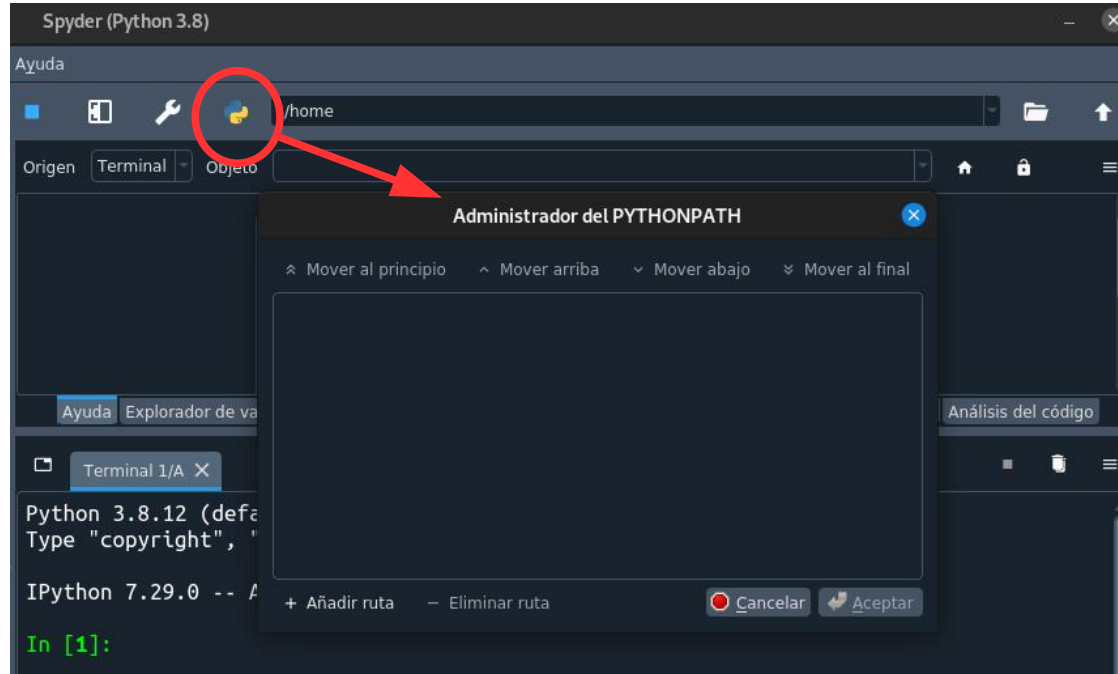 Spyder (Python 3.8)
Ayuda
/home
Origen Terminal Objeto
Administrador del PYTHONPATH
Mover al principio Mover arriba Mover abajo Mover al final
Ayuda Explorador de va Análisis del código
Terminal 1/A
Python 3.8.12 (defa
Type "copyright", "
IPython 7.29.0 -- A
+ Añadir ruta − Eliminar ruta Cancelar Aceptar
In [1]: